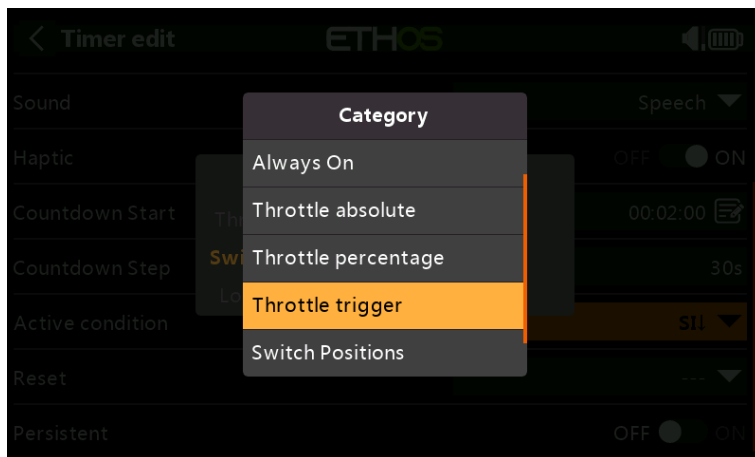 Timer edit
ETHOS
Sound
Speech
Category
Haptic
OFF
ON
Always On
Countdown Start
00:02:00
Throttle absolute
Countdown Step
30s
Throttle percentage
Active condition
Throttle trigger
Switch Positions
Reset
---
Persistent
OFF
ON